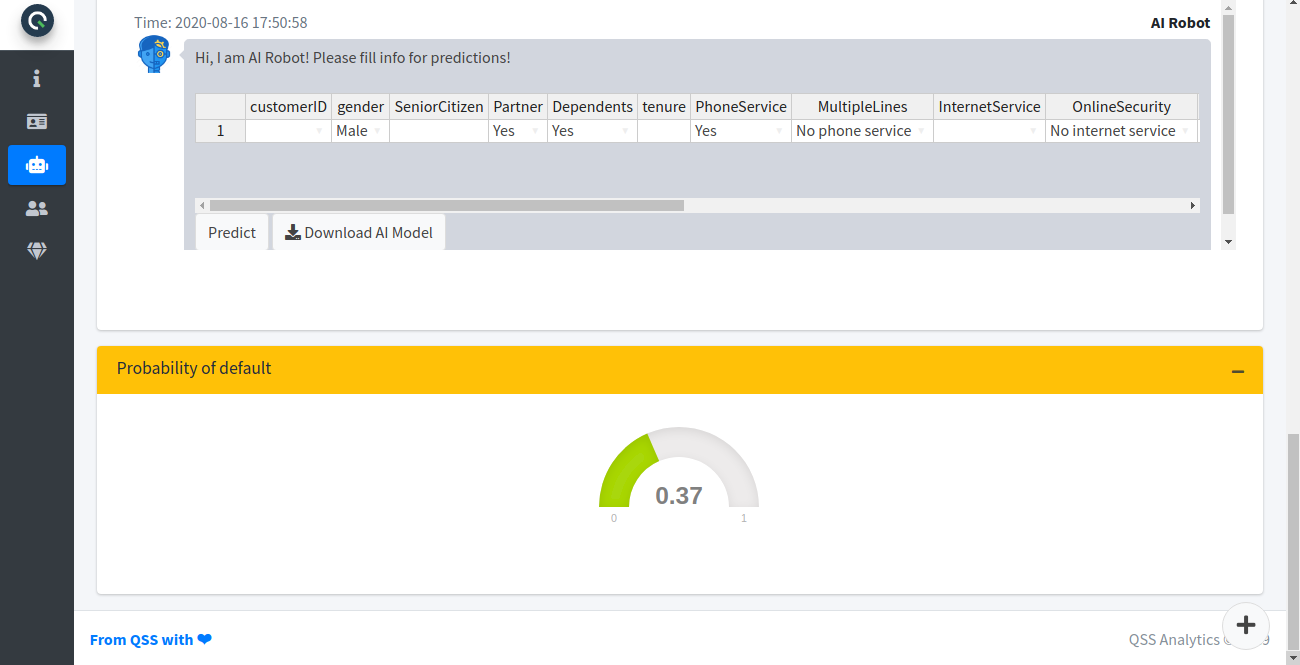 Time: 2020-08-16 17:50:58 AI Robot
Hi, I am AI Robot! Please fill info for predictions!
customerID gender SeniorCitizen Partner Dependents tenure PhoneService MultipleLines InternetService OnlineSecurity
1 Male Yes Yes Yes No phone service No internet service
Predict Download AI Model
Probability of default
0.37
0 1
From QSS with ❤
QSS Analytics